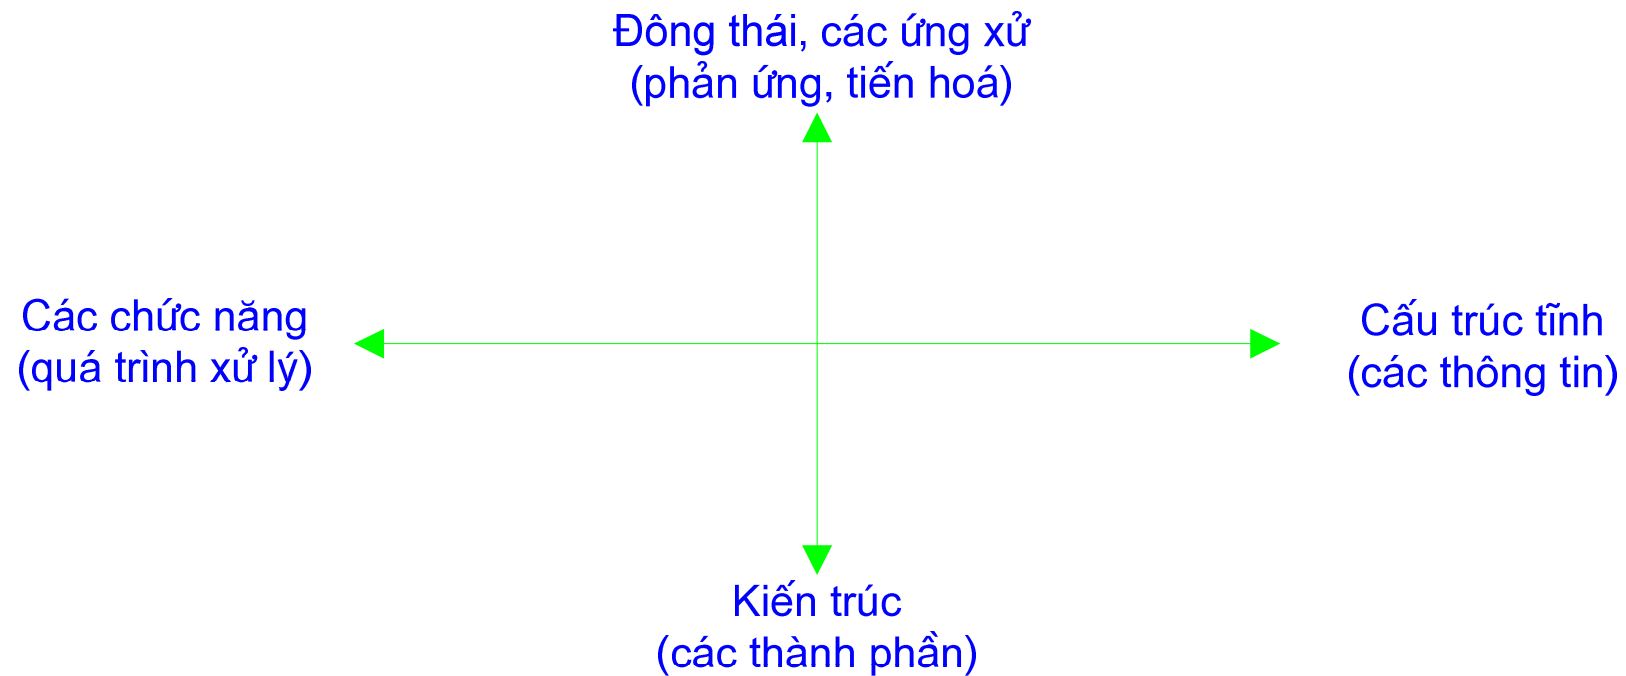 Đông thái, các ứng xử
(phản ứng, tiến hoá)
Các chức năng
(quá trình xử lý)
Cấu trúc tĩnh
(các thông tin)
Kiến trúc
(các thành phần)